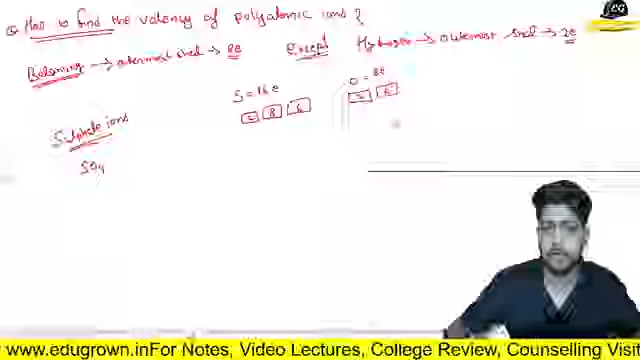 Q. How to find the valency of polyatomic ions?
Balancing → outermost shell → 8e Except Hydrogen → Outermost shell → 2e
Sulphate ions
SO4
S = 16e
2 8 6
O = 8e
2 6
www.edugrown.inFor Notes, Video Lectures, College Review, Counselling Visit